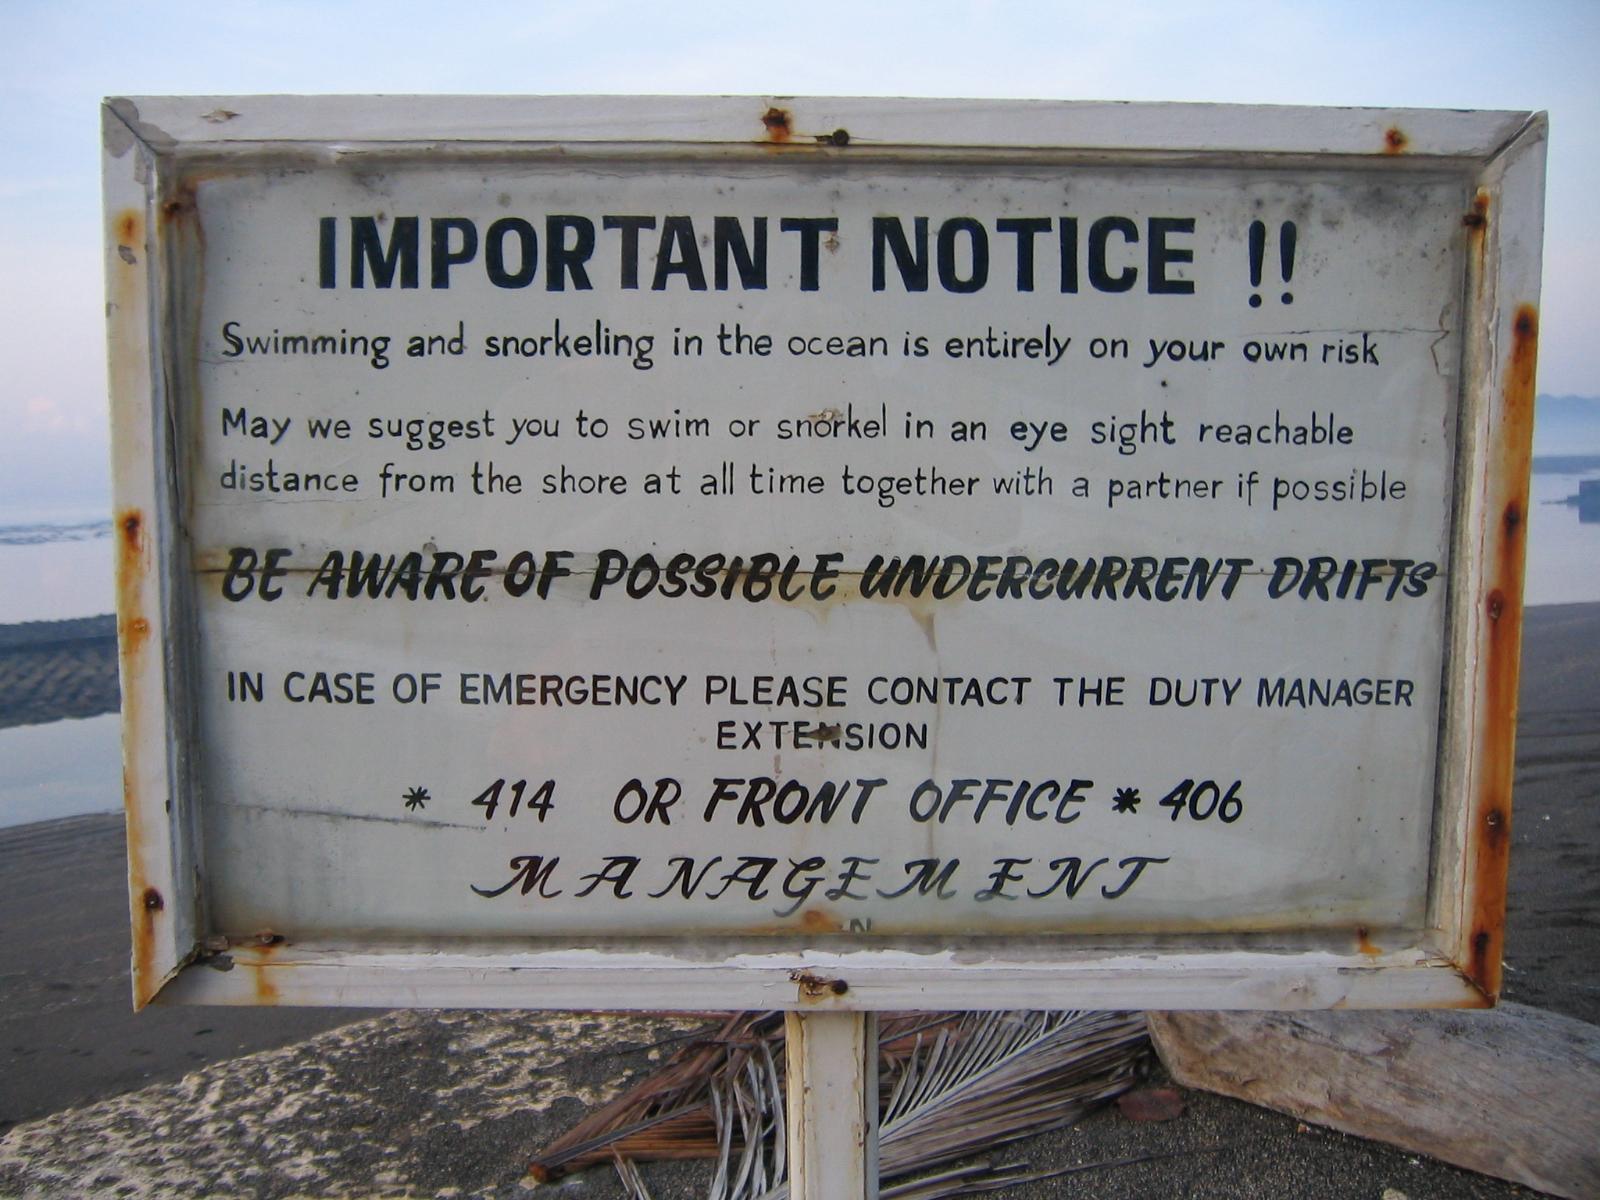 IMPORTANT NOTICE !!
Swimming and snorkeling in the ocean is entirely on your own risk
May we suggest you to swim or snorkel in an eye sight reachable
distance from the shore at all time together with a partner if possible
BE AWARE OF POSSIBLE UNDERCURRENT DRIFTS
IN CASE OF EMERGENCY PLEASE CONTACT THE DUTY MANAGER
EXTENSION
* 414 OR FRONT OFFICE * 406
MANAGEMENT
N